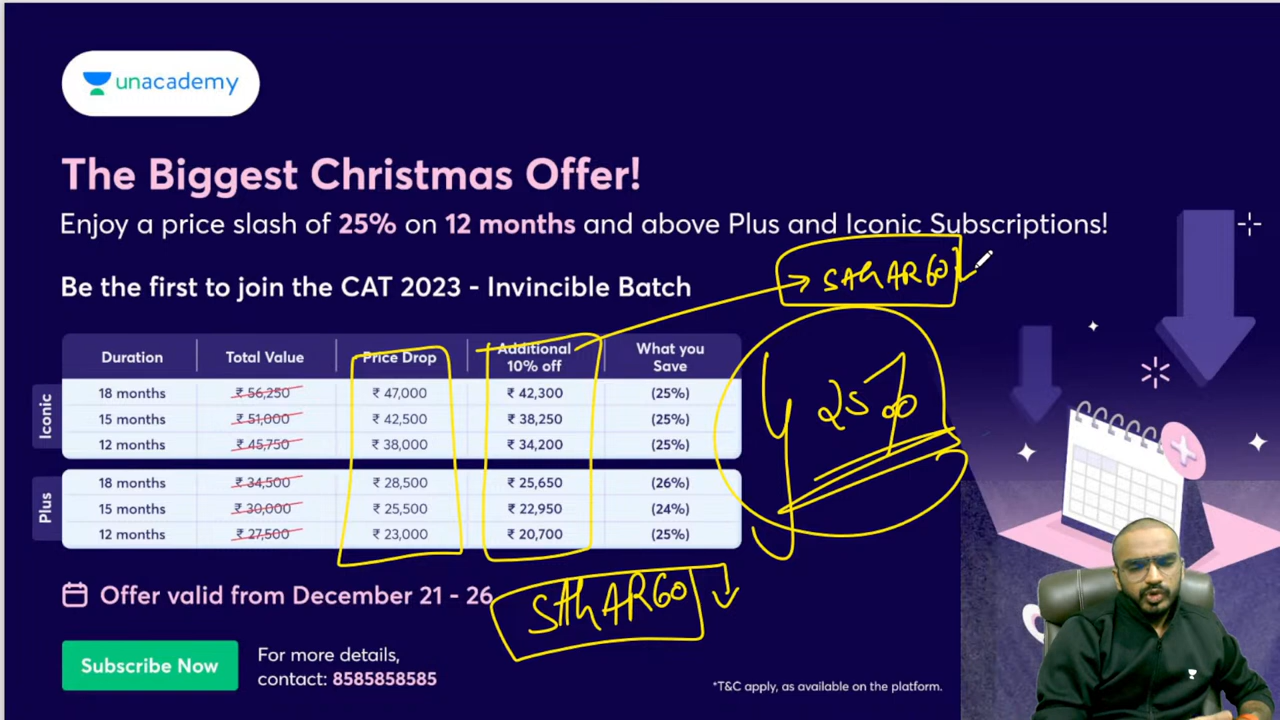 unacademy
The Biggest Christmas Offer!
Enjoy a price slash of 25% on 12 months and above Plus and Iconic Subscriptions!
Be the first to join the CAT 2023 - Invincible Batch
SAHARGO
Duration Total Value Price Drop Additional 10% off What you Save
Iconic
18 months ₹ 56,250 ₹ 47,000 ₹ 42,300 (25%)
15 months ₹ 51,000 ₹ 42,500 ₹ 38,250 (25%)
12 months ₹ 45,750 ₹ 38,000 ₹ 34,200 (25%)
25%
Plus
18 months ₹ 34,500 ₹ 28,500 ₹ 25,650 (26%)
15 months ₹ 30,000 ₹ 25,500 ₹ 22,950 (24%)
12 months ₹ 27,500 ₹ 23,000 ₹ 20,700 (25%)
Offer valid from December 21 - 26
SAHARGO
Subscribe Now
For more details,
contact: 8585858585
*T&C apply, as available on the platform.